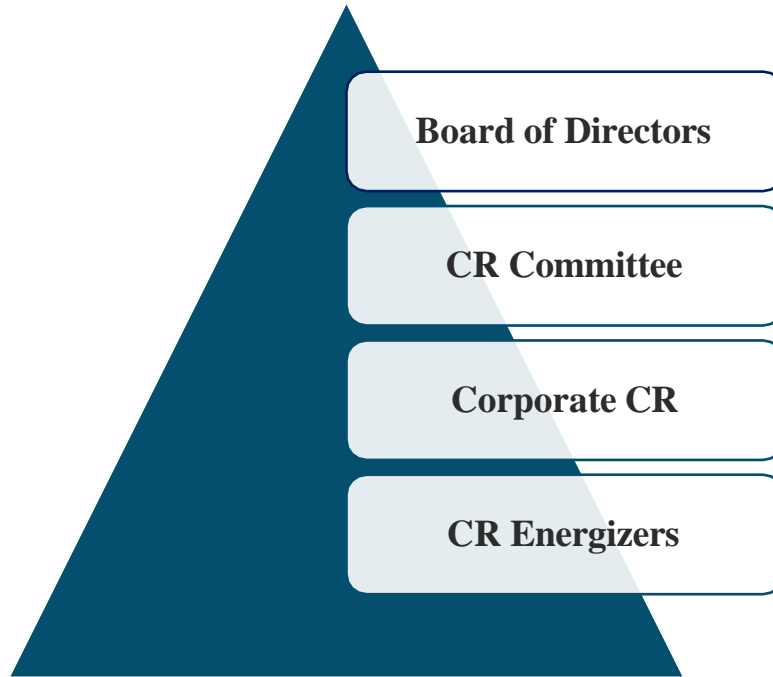 Board of Directors
CR Committee
Corporate CR
CR Energizers